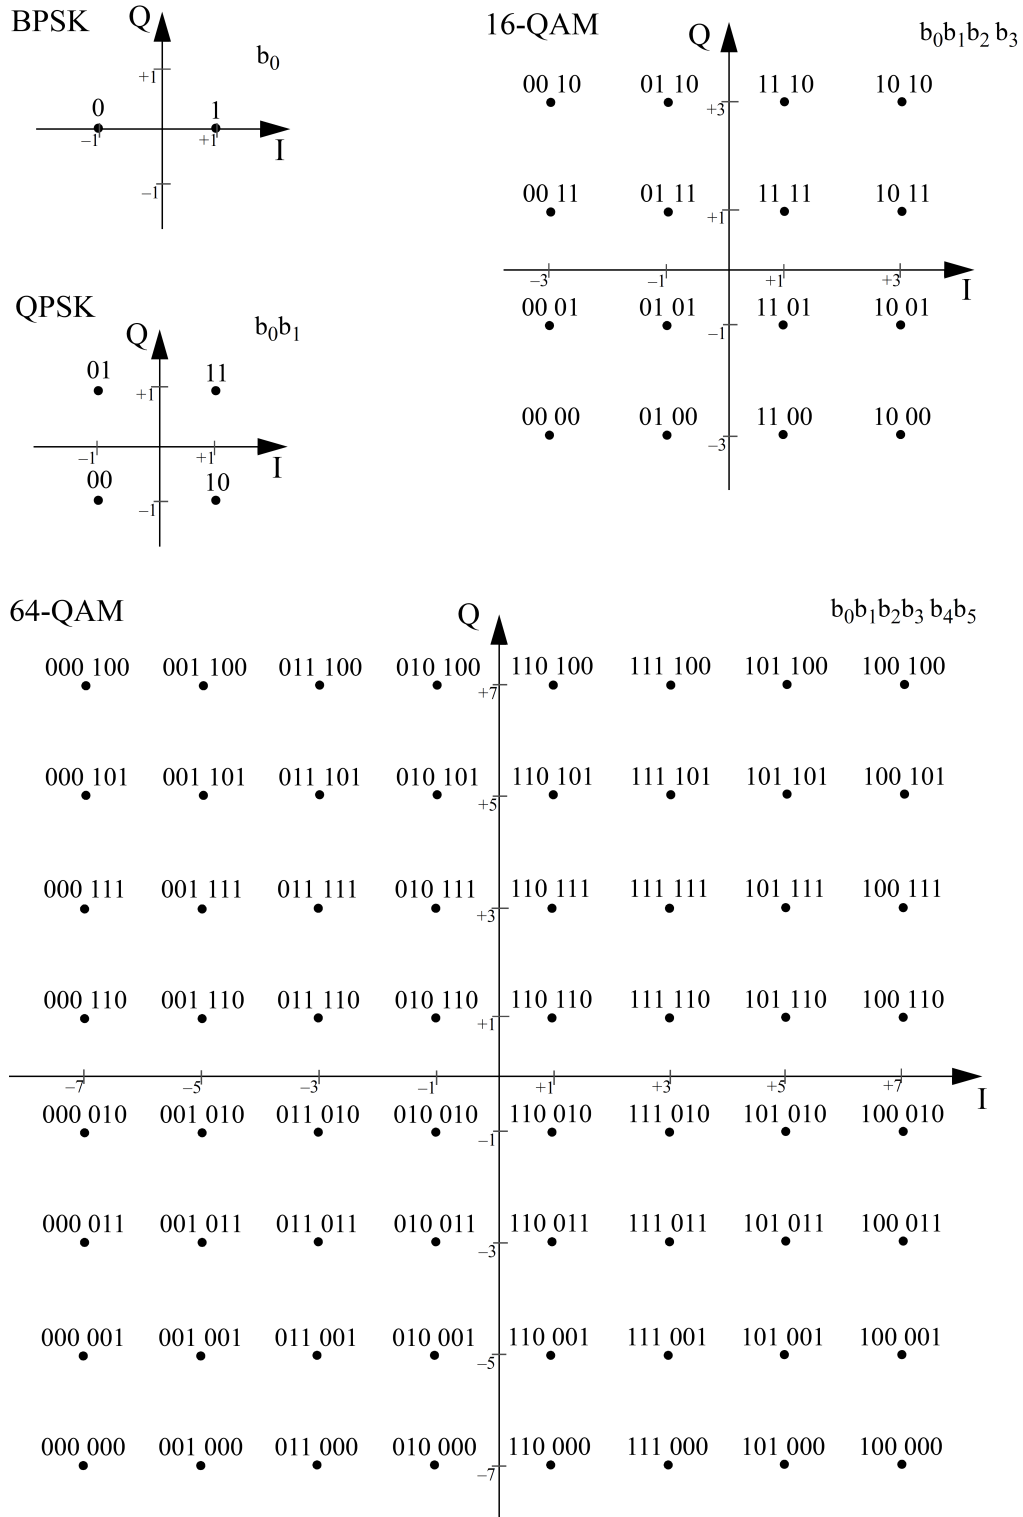 BPSK
Q
b0
+1
0 1
−1 +1
I
−1
QPSK
Q
b0b1
01 11
+1
−1 +1
I
00 10
−1
16-QAM
Q
b0b1b2 b3
00 10 01 10 11 10 10 10
+3
00 11 01 11 11 11 10 11
+1
−3 −1 +1 +3
I
00 01 01 01 11 01 10 01
−1
00 00 01 00 11 00 10 00
−3
64-QAM
Q
b0b1b2b3 b4b5
000 100 001 100 011 100 010 100 110 100 111 100 101 100 100 100
+7
000 101 001 101 011 101 010 101 110 101 111 101 101 101 100 101
+5
000 111 001 111 011 111 010 111 110 111 111 111 101 111 100 111
+3
000 110 001 110 011 110 010 110 110 110 111 110 101 110 100 110
+1
−7 −5 −3 −1 +1 +3 +5 +7
I
000 010 001 010 011 010 010 010 110 010 111 010 101 010 100 010
−1
000 011 001 011 011 011 010 011 110 011 111 011 101 011 100 011
−3
000 001 001 001 011 001 010 001 110 001 111 001 101 001 100 001
−5
000 000 001 000 011 000 010 000 110 000 111 000 101 000 100 000
−7